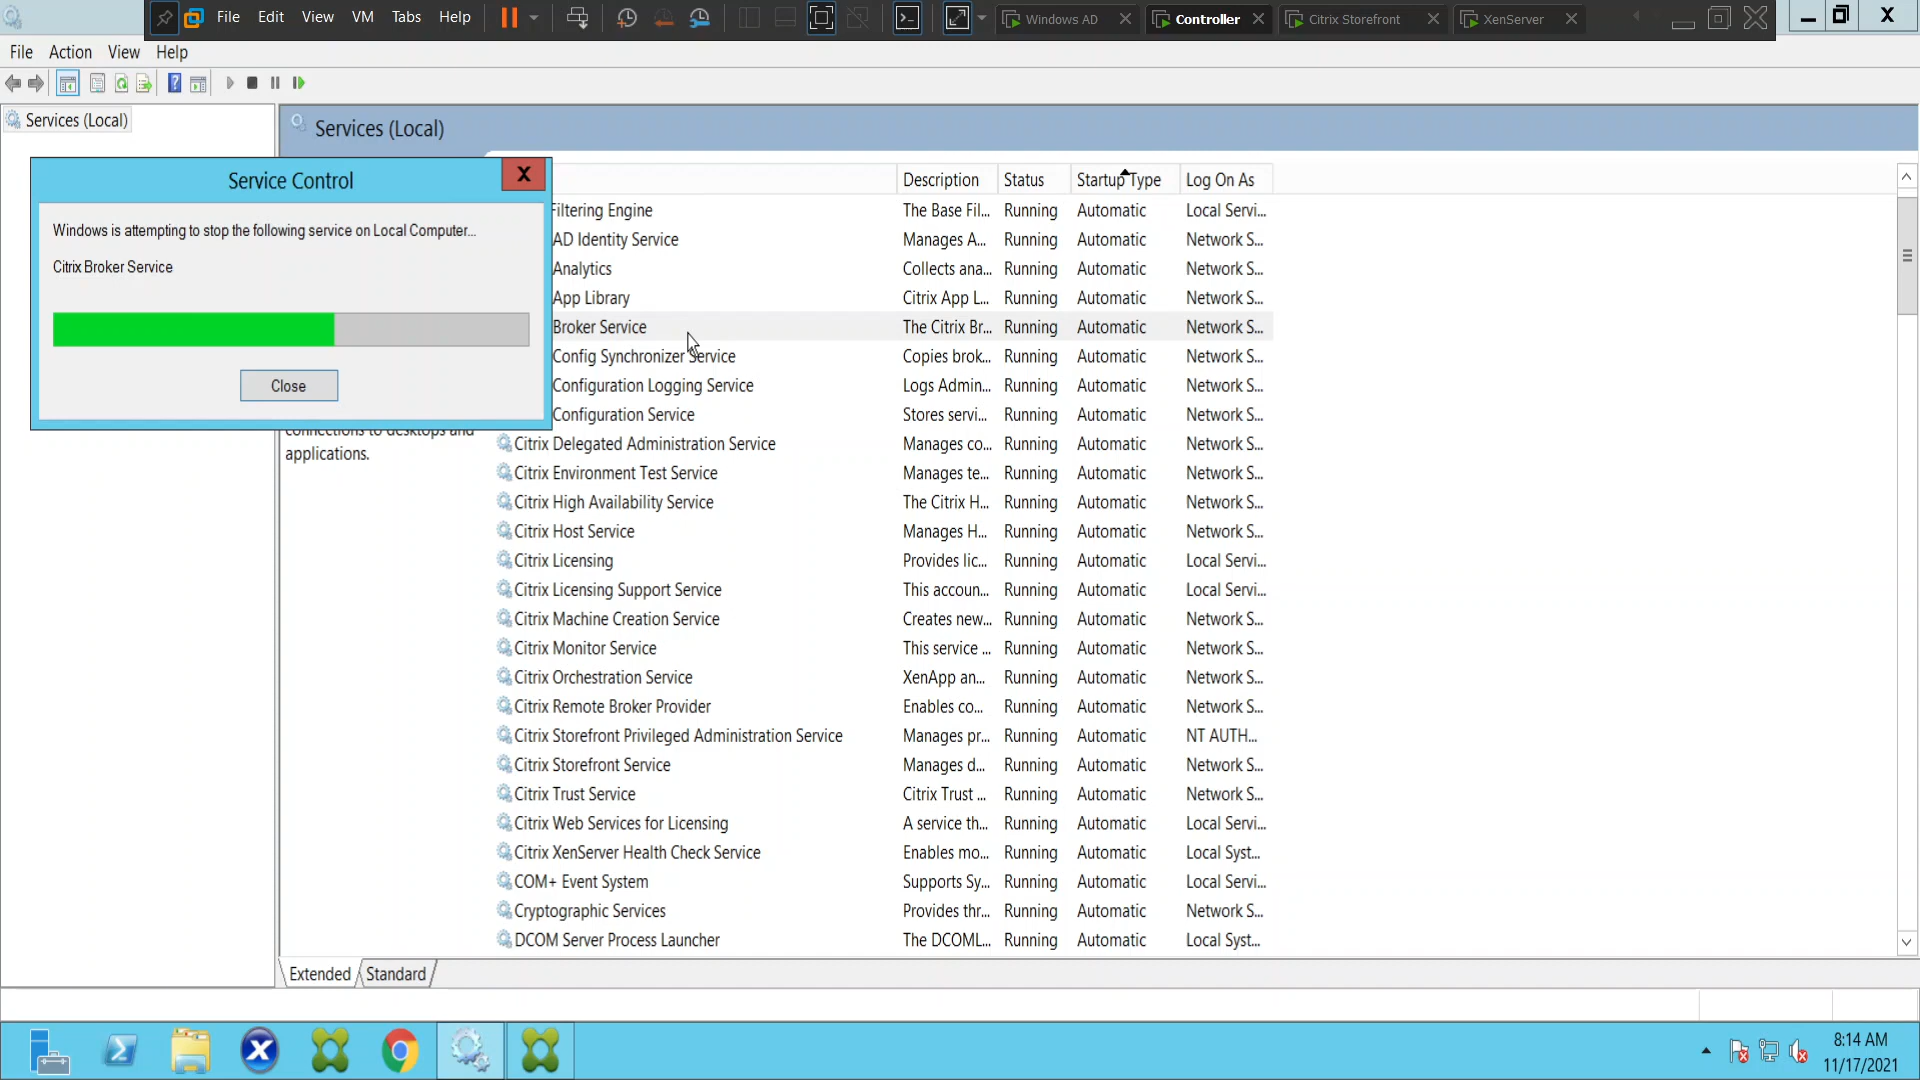 File Edit View VM Tabs Help Windows AD Controller Citrix Storefront XenServer
File Action View Help
Services (Local)
Services (Local)
Service Control
Windows is attempting to stop the following service on Local Computer...
Citrix Broker Service
Close
connections to desktops and
applications.
Description Status Startup Type Log On As
Filtering Engine The Base Fil... Running Automatic Local Servi...
AD Identity Service Manages A... Running Automatic Network S...
Analytics Collects ana... Running Automatic Network S...
App Library Citrix App L... Running Automatic Network S...
Broker Service The Citrix Br... Running Automatic Network S...
Config Synchronizer Service Copies brok... Running Automatic Network S...
Configuration Logging Service Logs Admin... Running Automatic Network S...
Configuration Service Stores servi... Running Automatic Network S...
Citrix Delegated Administration Service Manages co... Running Automatic Network S...
Citrix Environment Test Service Manages te... Running Automatic Network S...
Citrix High Availability Service The Citrix H... Running Automatic Network S...
Citrix Host Service Manages H... Running Automatic Network S...
Citrix Licensing Provides lic... Running Automatic Local Servi...
Citrix Licensing Support Service This accoun... Running Automatic Local Servi...
Citrix Machine Creation Service Creates new... Running Automatic Network S...
Citrix Monitor Service This service ... Running Automatic Network S...
Citrix Orchestration Service XenApp an... Running Automatic Network S...
Citrix Remote Broker Provider Enables co... Running Automatic Network S...
Citrix Storefront Privileged Administration Service Manages pr... Running Automatic NT AUTH...
Citrix Storefront Service Manages d... Running Automatic Network S...
Citrix Trust Service Citrix Trust ... Running Automatic Network S...
Citrix Web Services for Licensing A service th... Running Automatic Local Servi...
Citrix XenServer Health Check Service Enables mo... Running Automatic Local Syst...
COM+ Event System Supports Sy... Running Automatic Local Servi...
Cryptographic Services Provides thr... Running Automatic Network S...
DCOM Server Process Launcher The DCOML... Running Automatic Local Syst...
Extended Standard
8:14 AM
11/17/2021